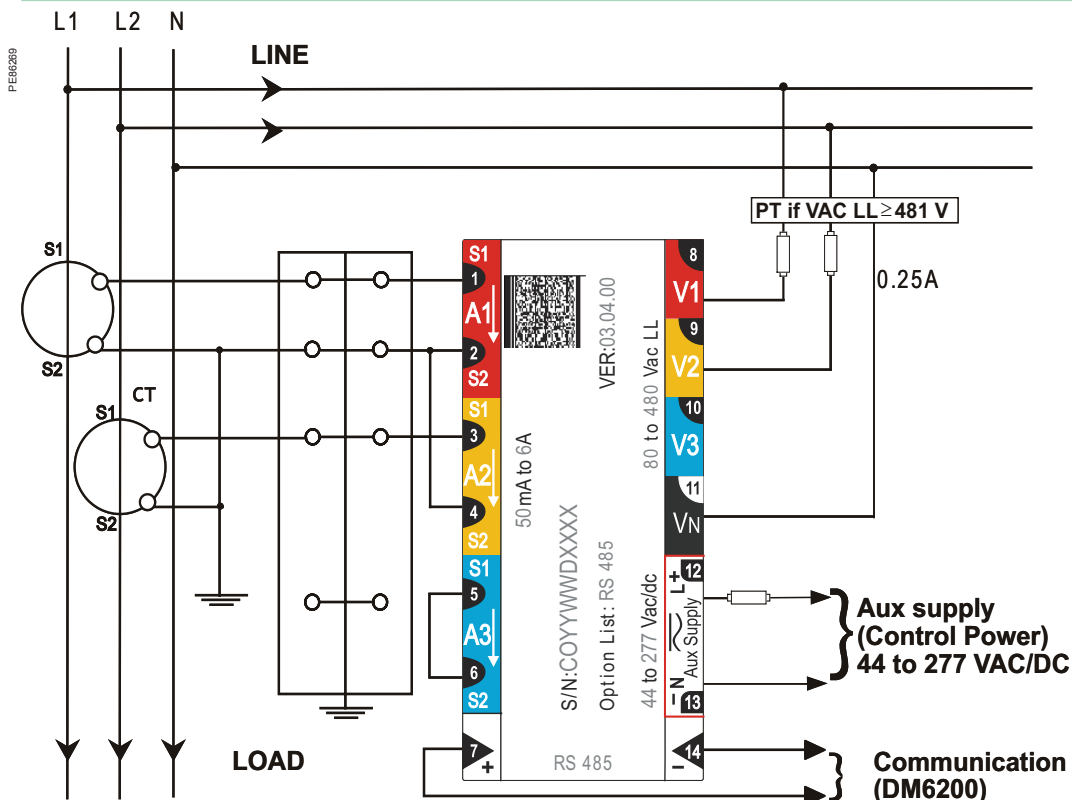 L1 L2 N
PE86269
LINE
PT if VAC LL ≥ 481 V
0.25A
S1
S2
CT
S1
S2
S1
1
A1
2
S2
S1
3
A2
4
S2
S1
5
A3
6
S2
7
+
VER:03.04.00
50mA to 6A
S/N:COYYWWDXXXX
Option List: RS 485
80 to 480 Vac LL
44 to 277 Vac/dc
RS 485
8
V1
9
V2
10
V3
11
VN
12
L+
Aux Supply
– N
13
14
–
Aux supply
(Control Power)
44 to 277 VAC/DC
LOAD
Communication
(DM6200)